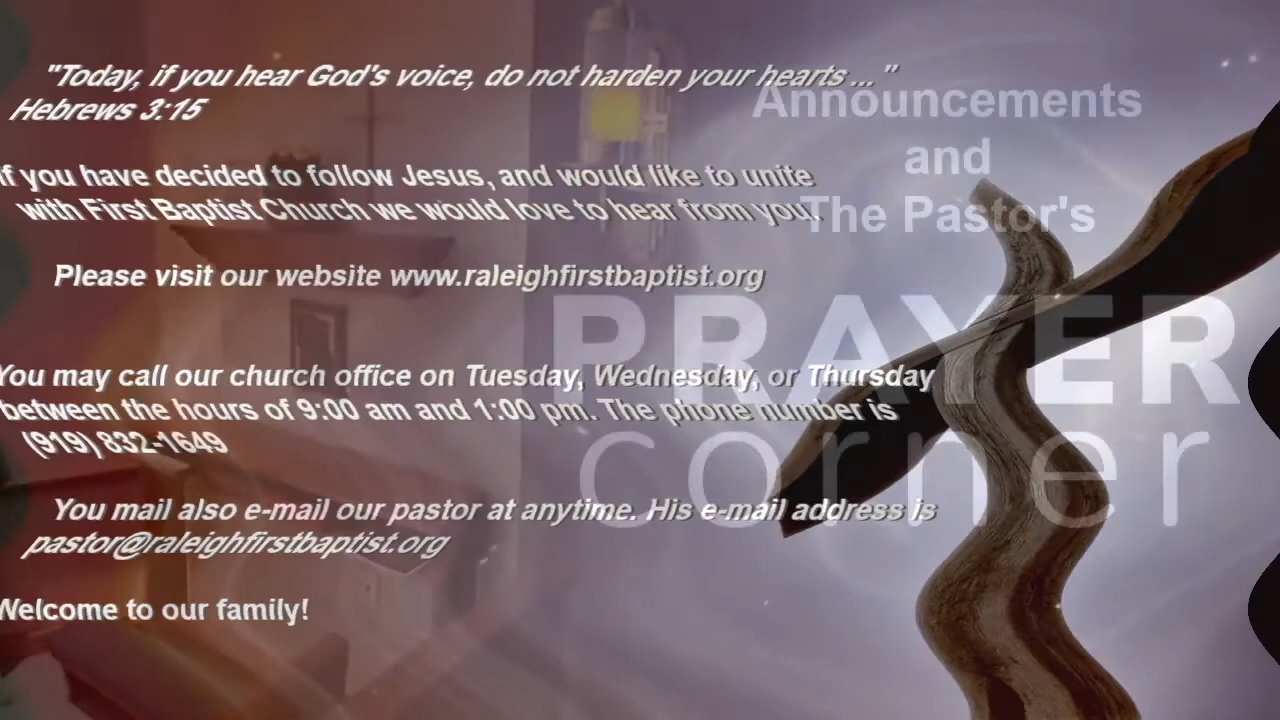 "Today, if you hear God's voice, do not harden your hearts ... "
Hebrews 3:15
If you have decided to follow Jesus, and would like to unite
with First Baptist Church we would love to hear from you.
Please visit our website www.raleighfirstbaptist.org
You may call our church office on Tuesday, Wednesday, or Thursday
between the hours of 9:00 am and 1:00 pm. The phone number is
(919) 832-1649
You mail also e-mail our pastor at anytime. His e-mail address is
pastor@raleighfirstbaptist.org
Welcome to our family!
Announcements
and
The Pastor's
PRAYER
corner